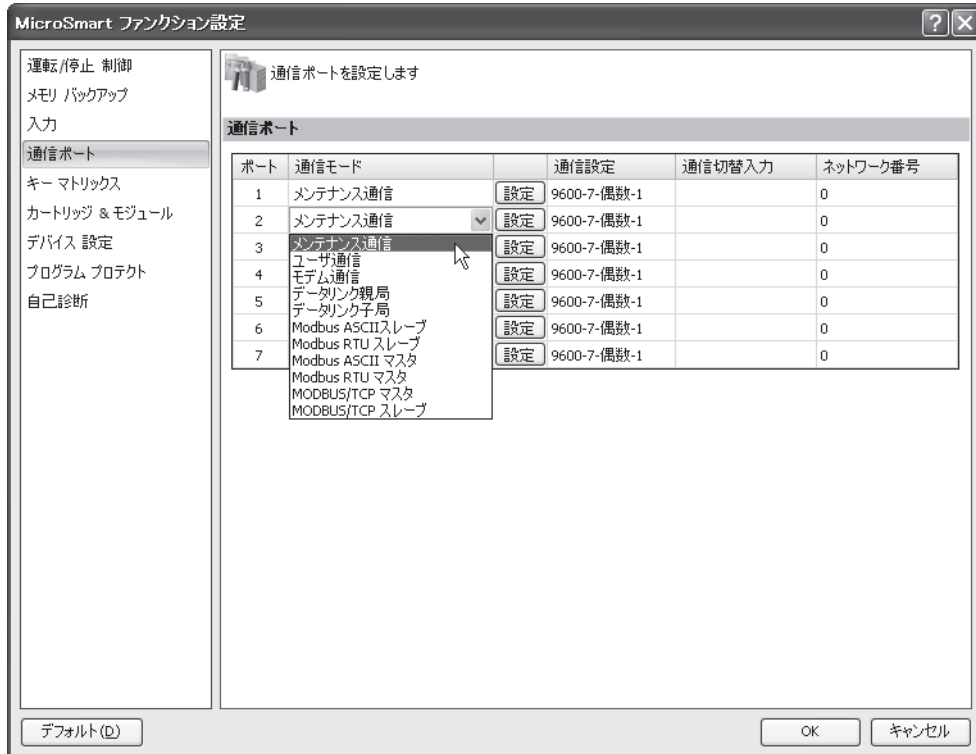 MicroSmart ファンクション設定
運転/停止 制御
メモリ バックアップ
入力
通信ポート
キー マトリックス
カートリッジ & モジュール
デバイス 設定
プログラム プロテクト
自己診断
通信ポートを設定します
通信ポート
ポート 通信モード 通信設定 通信切替入力 ネットワーク番号
1 メンテナンス通信 設定 9600-7-偶数-1 0
2 メンテナンス通信 設定 9600-7-偶数-1 0
3 設定 9600-7-偶数-1 0
4 設定 9600-7-偶数-1 0
5 設定 9600-7-偶数-1 0
6 設定 9600-7-偶数-1 0
7 設定 9600-7-偶数-1 0
メンテナンス通信
ユーザ通信
モデム通信
データリンク親局
データリンク子局
Modbus ASCIIスレーブ
Modbus RTU スレーブ
Modbus ASCII マスタ
Modbus RTU マスタ
MODBUS/TCP マスタ
MODBUS/TCP スレーブ
デフォルト(D)
OK
キャンセル